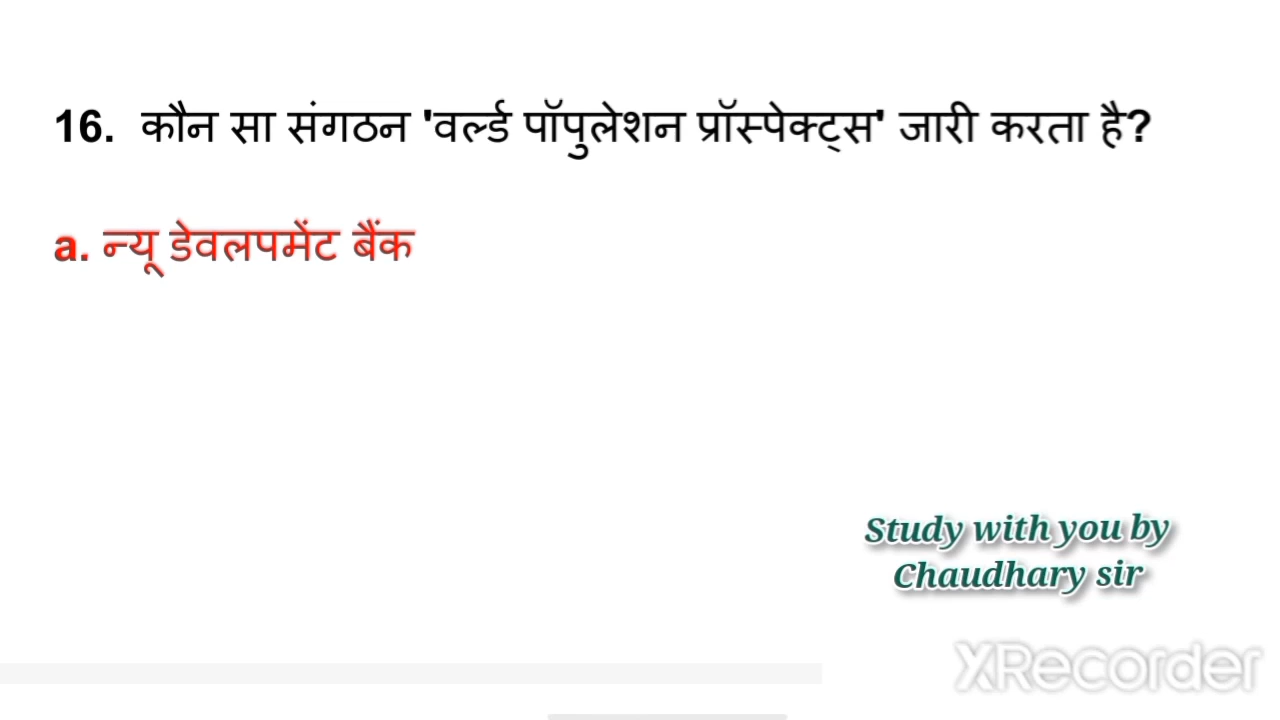 16. कौन सा संगठन 'वर्ल्ड पॉपुलेशन प्रॉस्पेक्ट्स' जारी करता है?
a. न्यू डेवलपमेंट बैंक
Study with you by
Chaudhary sir
XRecorder